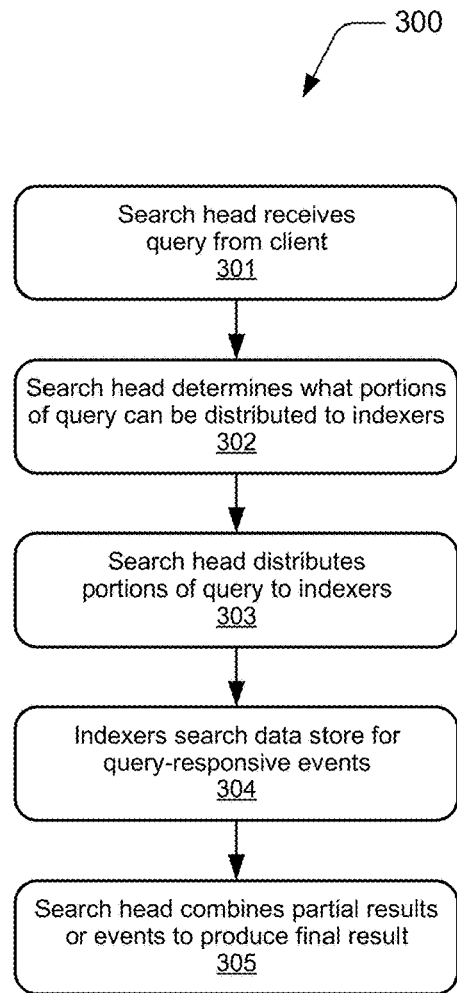 300
Search head receives
query from client
301
Search head determines what portions
of query can be distributed to indexers
302
Search head distributes
portions of query to indexers
303
Indexers search data store for
query-responsive events
304
Search head combines partial results
or events to produce final result
305